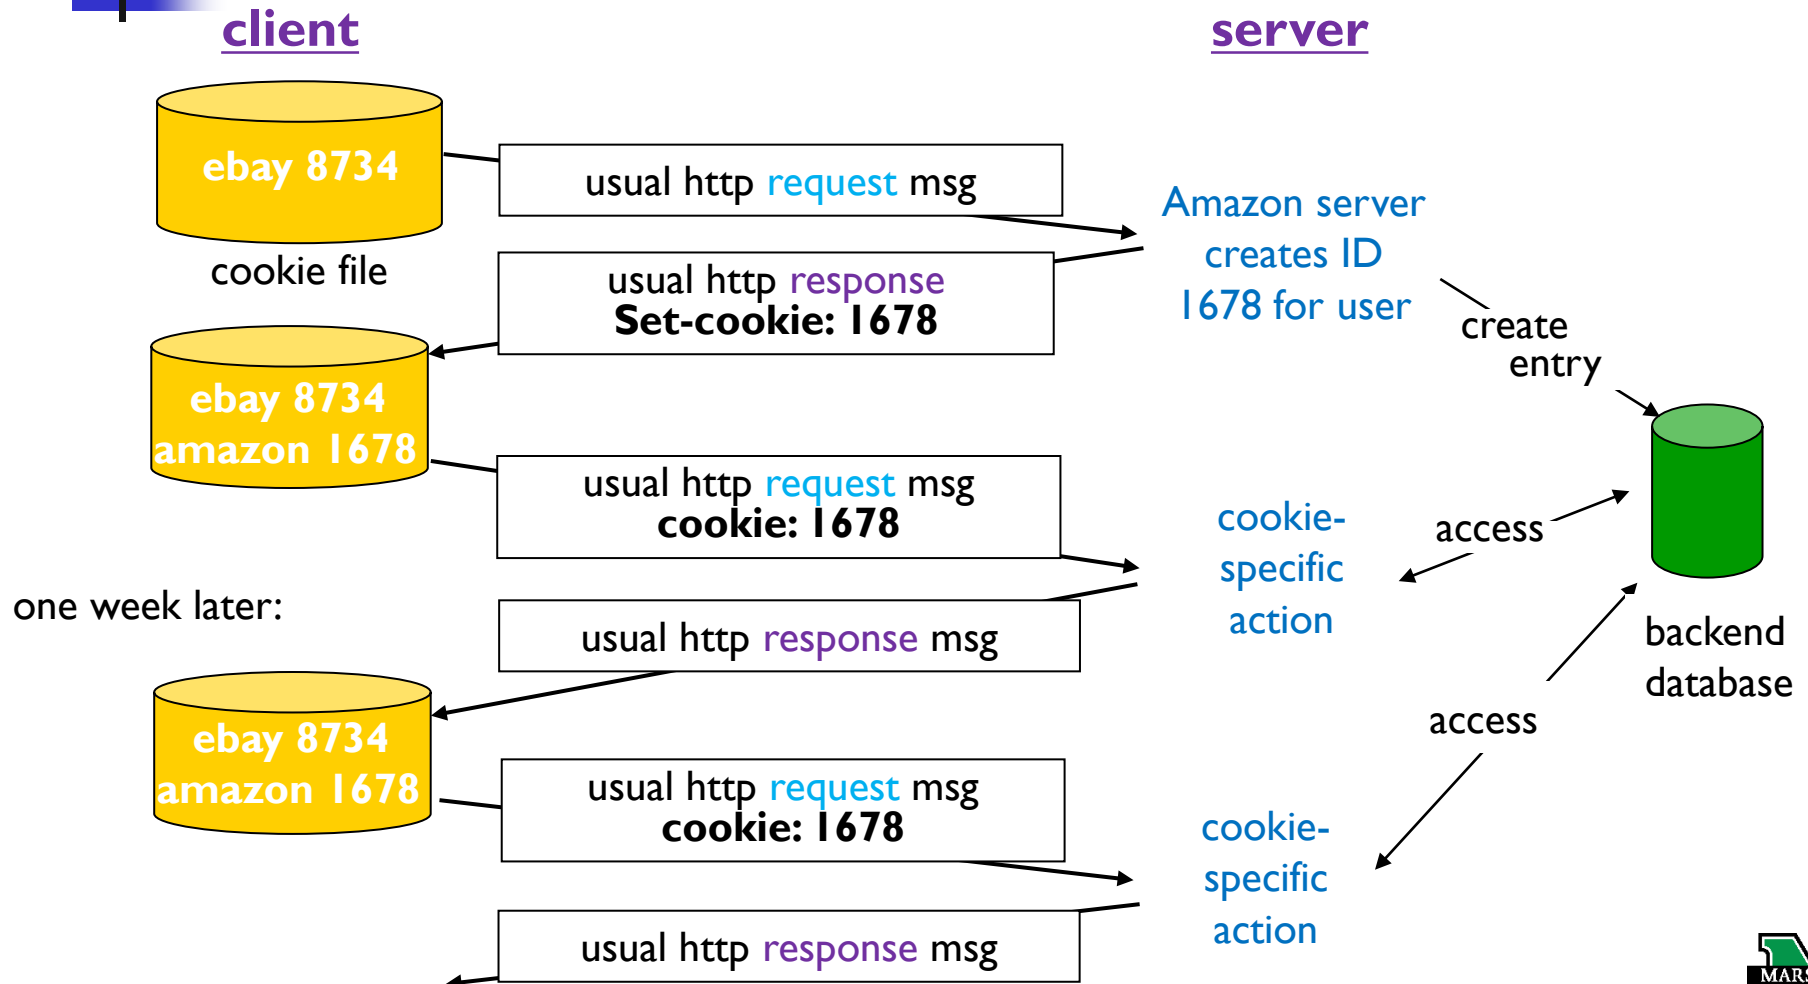 client
server
ebay 8734
cookie file
usual http request msg
Amazon server
creates ID
1678 for user
usual http response
Set-cookie: 1678
create
entry
ebay 8734
amazon 1678
usual http request msg
cookie: 1678
cookie-
specific
action
access
one week later:
usual http response msg
backend
database
ebay 8734
amazon 1678
access
usual http request msg
cookie: 1678
cookie-
specific
action
usual http response msg